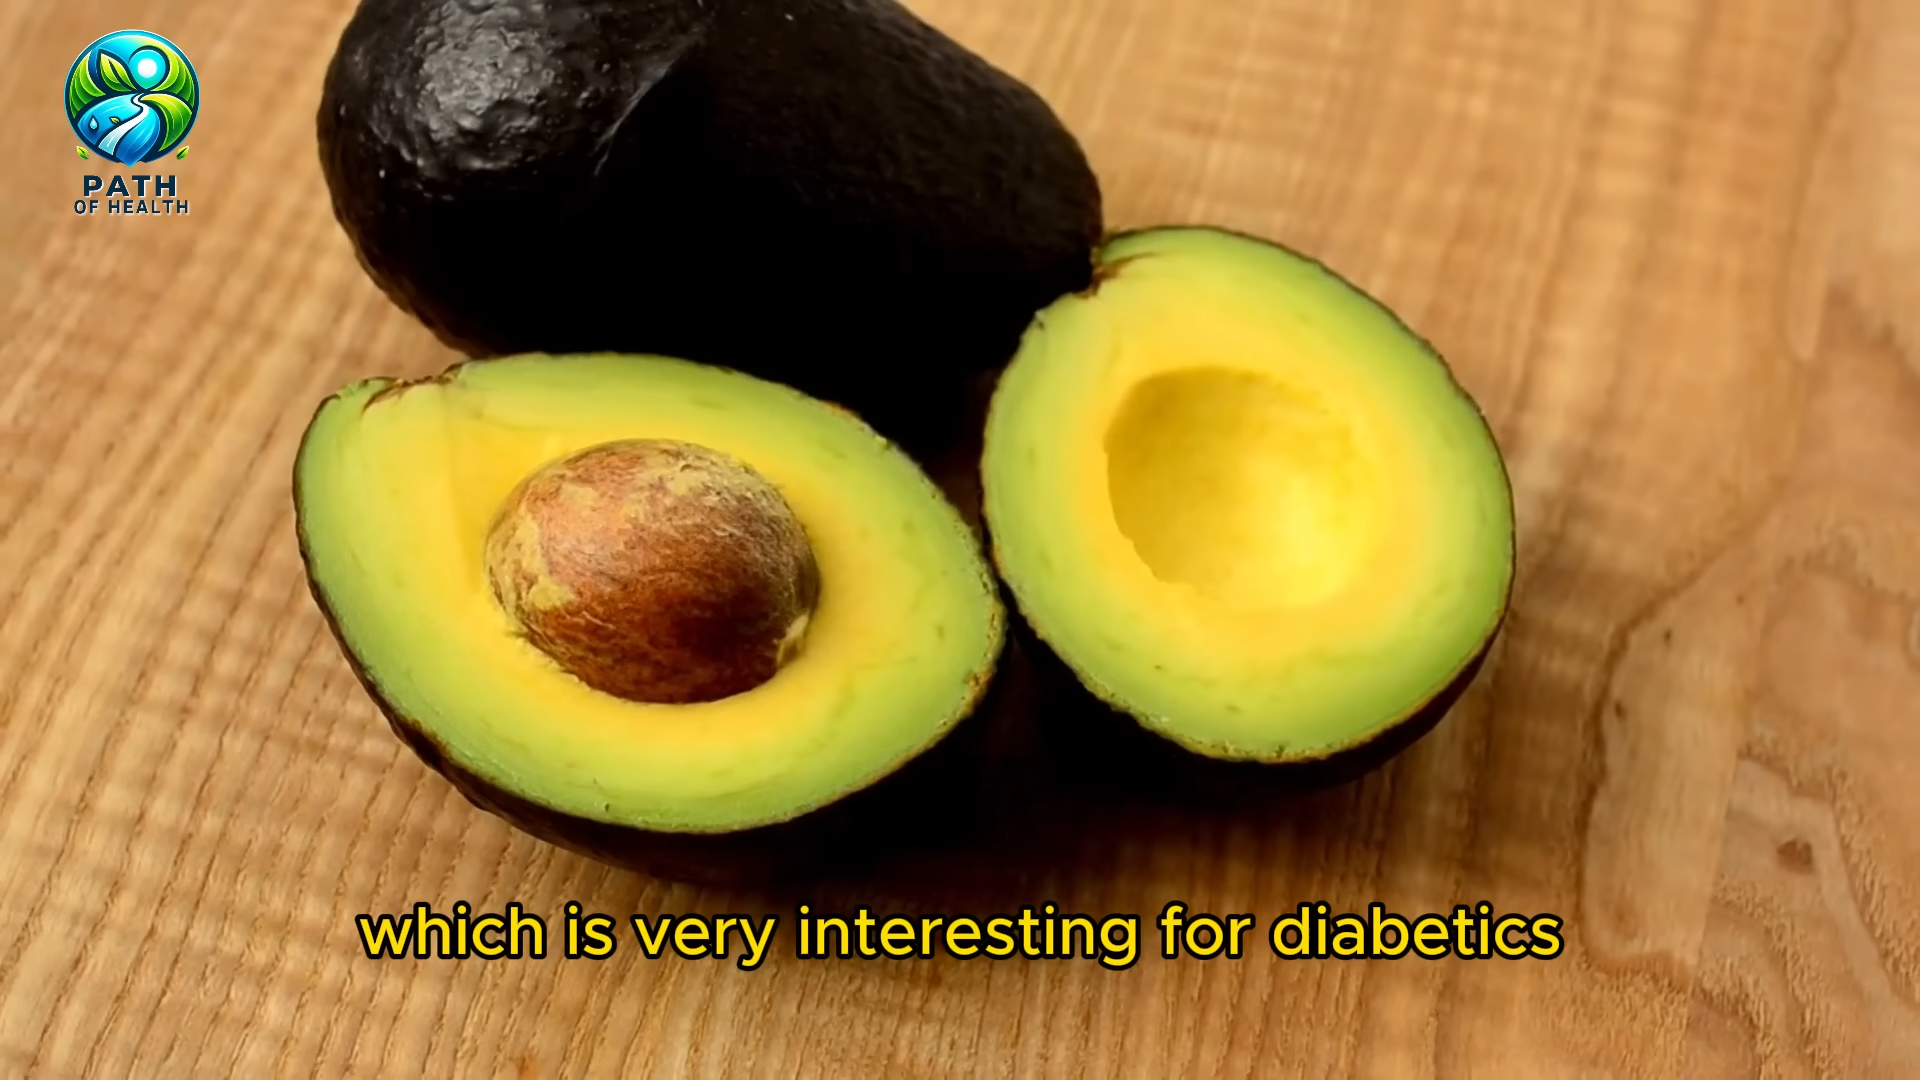 PATH
OF HEALTH
which is very interesting for diabetics